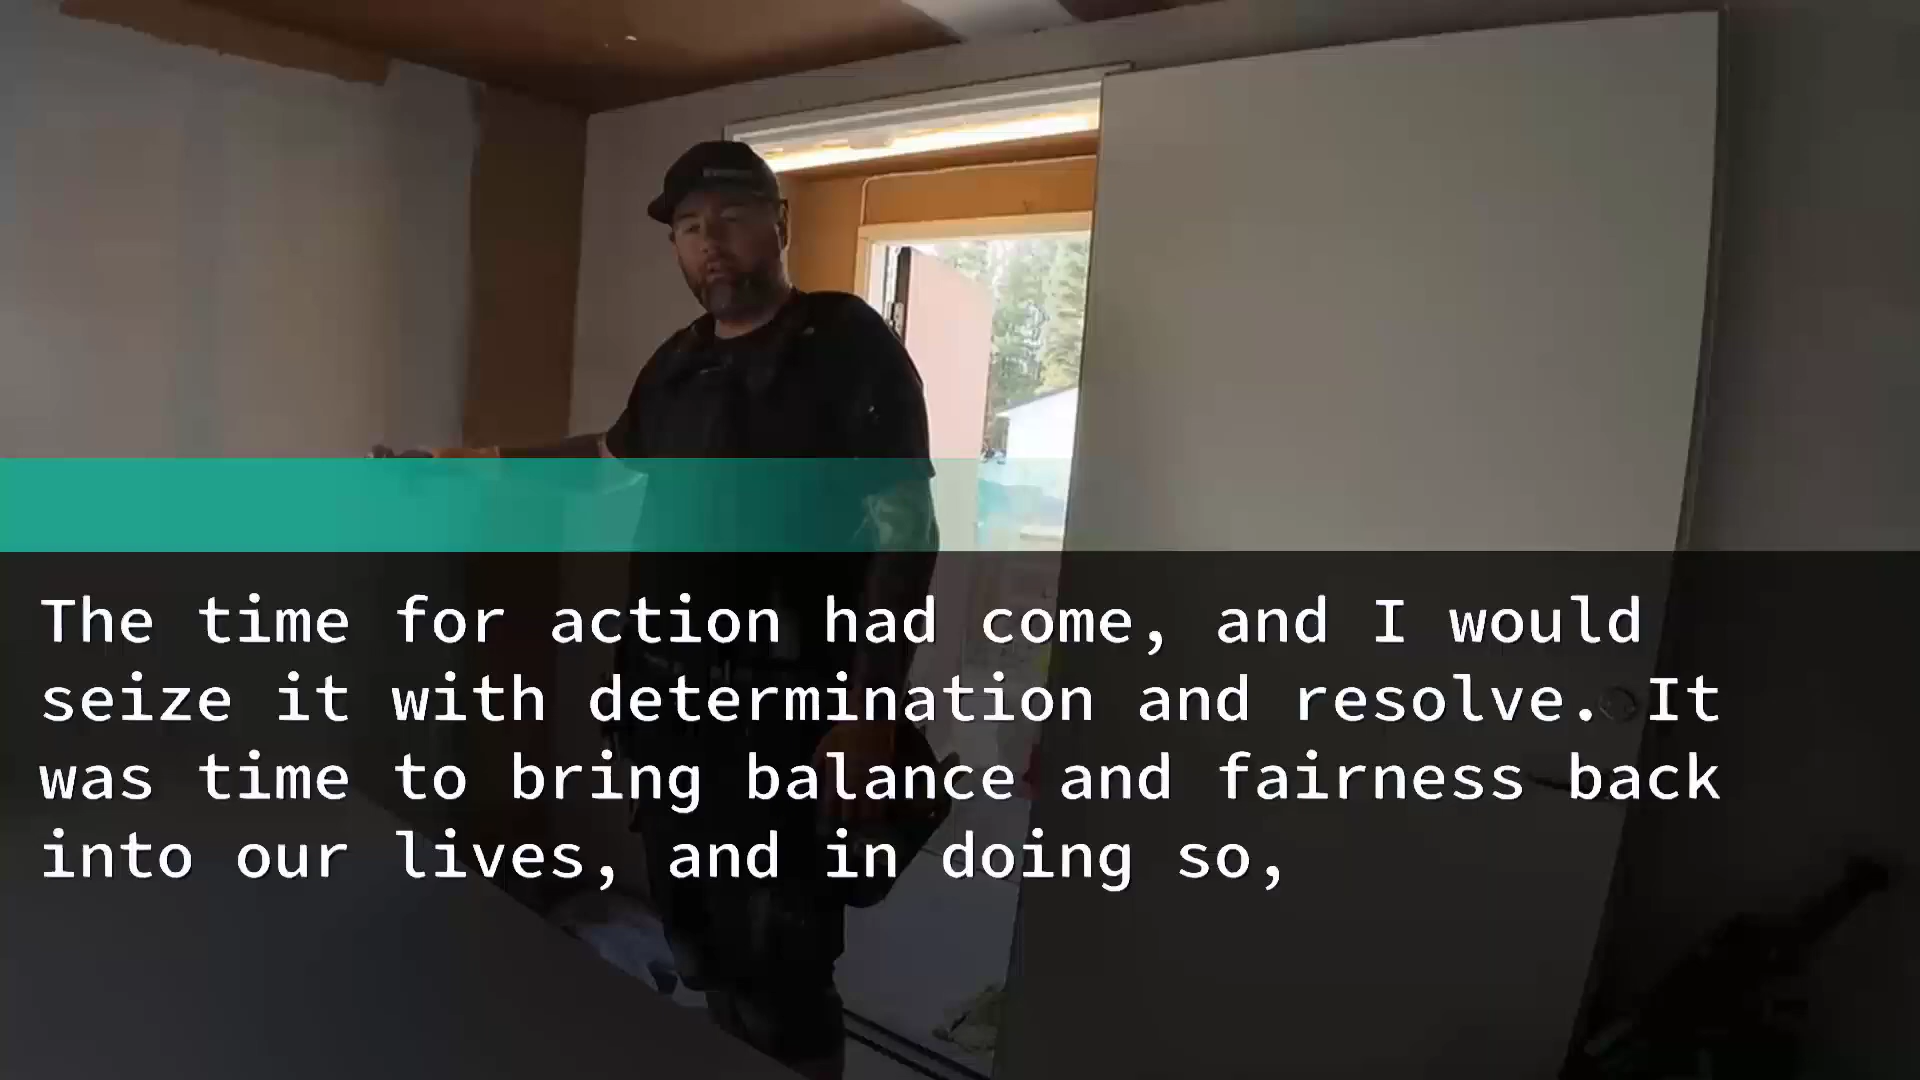 The time for action had come, and I would
seize it with determination and resolve. It
was time to bring balance and fairness back
into our lives, and in doing so,